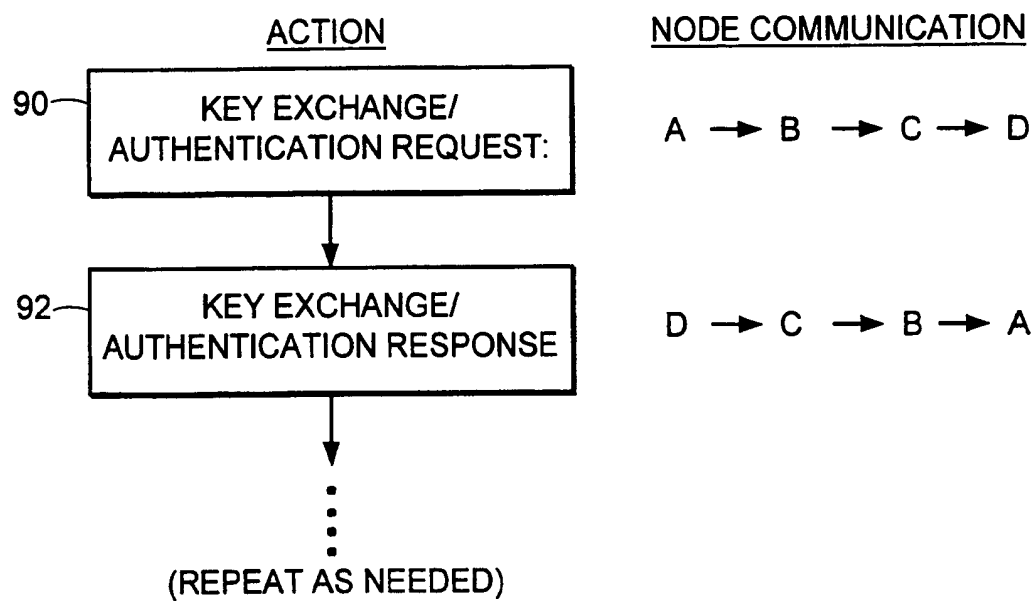 ACTION
NODE COMMUNICATION
90
KEY EXCHANGE/
AUTHENTICATION REQUEST:
A → B → C → D
92
KEY EXCHANGE/
AUTHENTICATION RESPONSE
D → C → B → A
(REPEAT AS NEEDED)